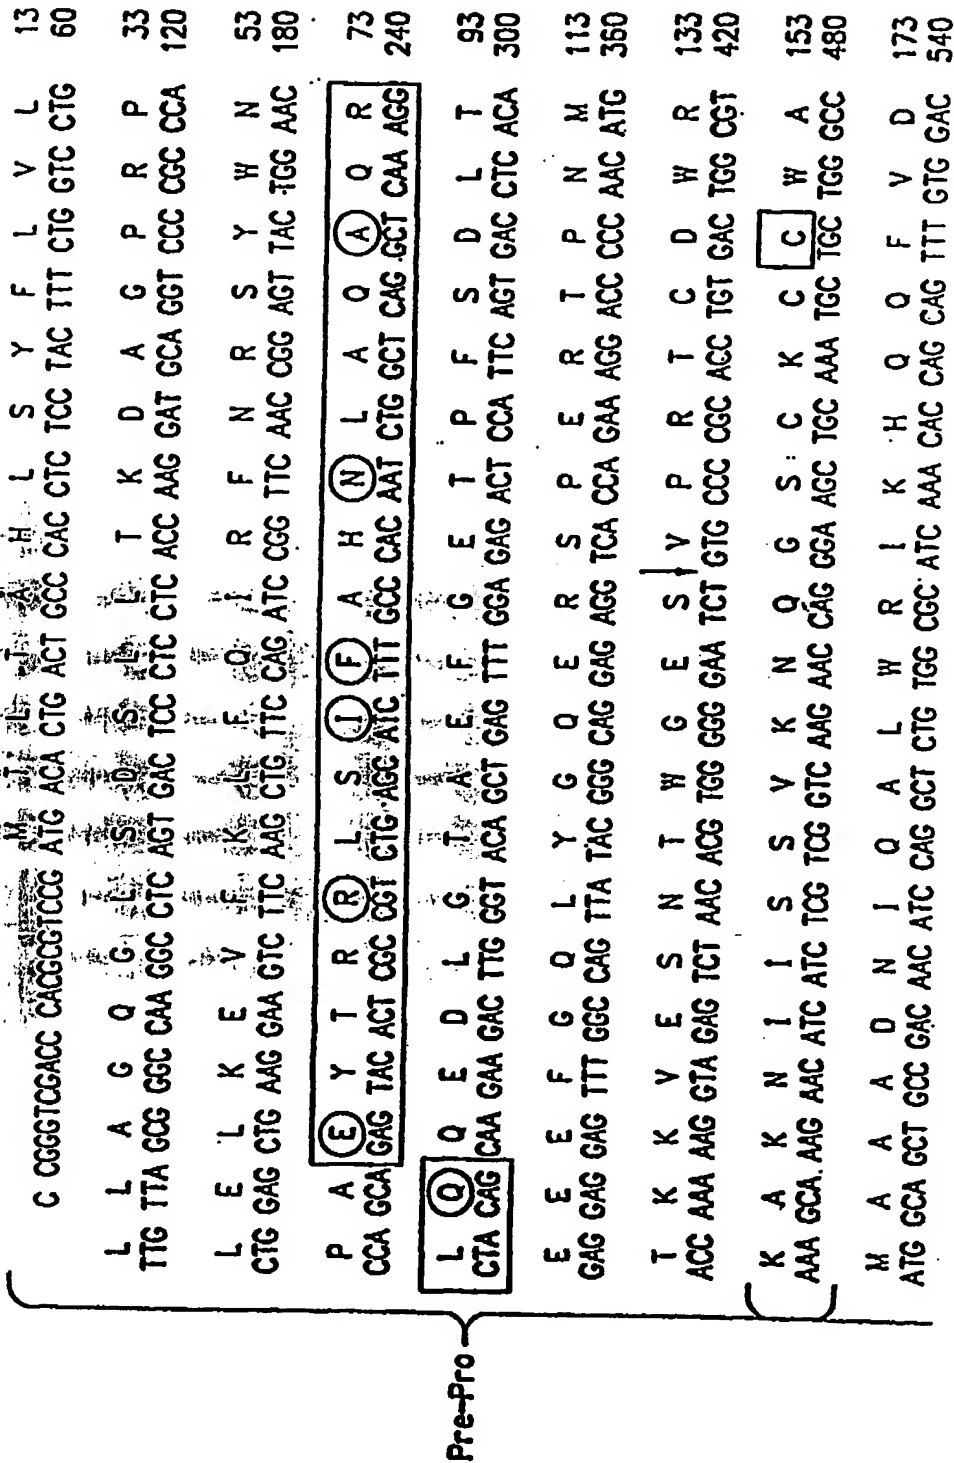 M T L T A H L S Y F L V L 13
C CGGGTCGACC CACGCGTCCG ATG ACA CTG ACT GCC CAC CTC TCC TAC TTT CTG GTC CTG 60
L L A G Q G L S D S L L T K D A G P R P 33
TTG TTA GCG GGC CAA GGC CTC AGT GAC TCC CTC CTC ACC AAG GAT GCA GGT CCC CGC CCA 120
L E L K E V F K L F Q I R F N R S Y W N 53
CTG GAG CTG AAG GAA GTC TTC AAG CTG TTC CAG ATC CGG TTC AAC CGG AGT TAC TGG AAC 180
P A E Y T R R L S I F A H N L A Q A Q R 73
CCA GCA GAG TAC ACT CGC CGT CTG AGC ATC TTT GCC CAC AAT CTG GCT CAG GCT CAA AGG 240
Pre-Pro
L Q Q E D L G T A E F G E T P F S D L T 93
CTA CAG CAA GAA GAC TTG GGT ACA GCT GAG TTT GGA GAG ACT CCA TTC AGT GAC CTC ACA 300
E E E F G Q L Y G Q E R S P E R T P N M 113
GAG GAG GAG TTT GGC CAG TTA TAC GGG CAG GAG AGG TCA CCA GAA AGG ACC CCC AAC ATG 360
T K K V E S N T W G E S V P R T C D W R 133
ACC AAA AAG GTA GAG TCT AAC ACG TGG GGG GAA TCT GTG CCC CGC ACC TGT GAC TGG CGT 420
K A K N I I S S V K N Q G S C K C C W A 153
AAA GCA AAG AAC ATC ATC TCG TCG GTC AAG AAC CAG GGA AGC TGC AAA TGC TGC TGG GCC 480
M A A A D N I Q A L W R I K H Q Q F V D 173
ATG GCA GCT GCC GAC AAC ATC CAG GCT CTG TGG CGC ATC AAA CAC CAG CAG TTT GTG GAC 540